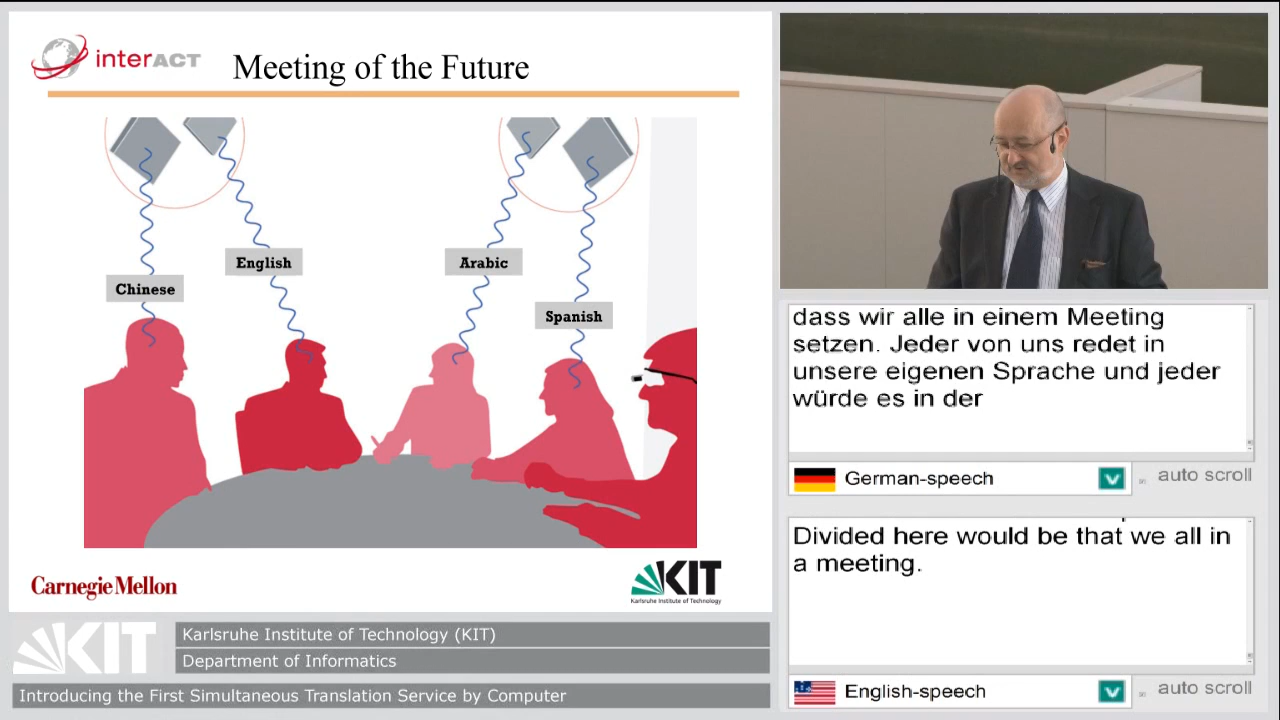 interACT
Meeting of the Future
English
Arabic
Chinese
Spanish
Carnegie Mellon
KIT
Karlsruhe Institute of Technology
dass wir alle in einem Meeting
setzen. Jeder von uns redet in
unsere eigenen Sprache und jeder
würde es in der
German-speech
auto scroll
Divided here would be that we all in
a meeting.
English-speech
auto scroll
KIT
Karlsruhe Institute of Technology (KIT)
Department of Informatics
Introducing the First Simultaneous Translation Service by Computer